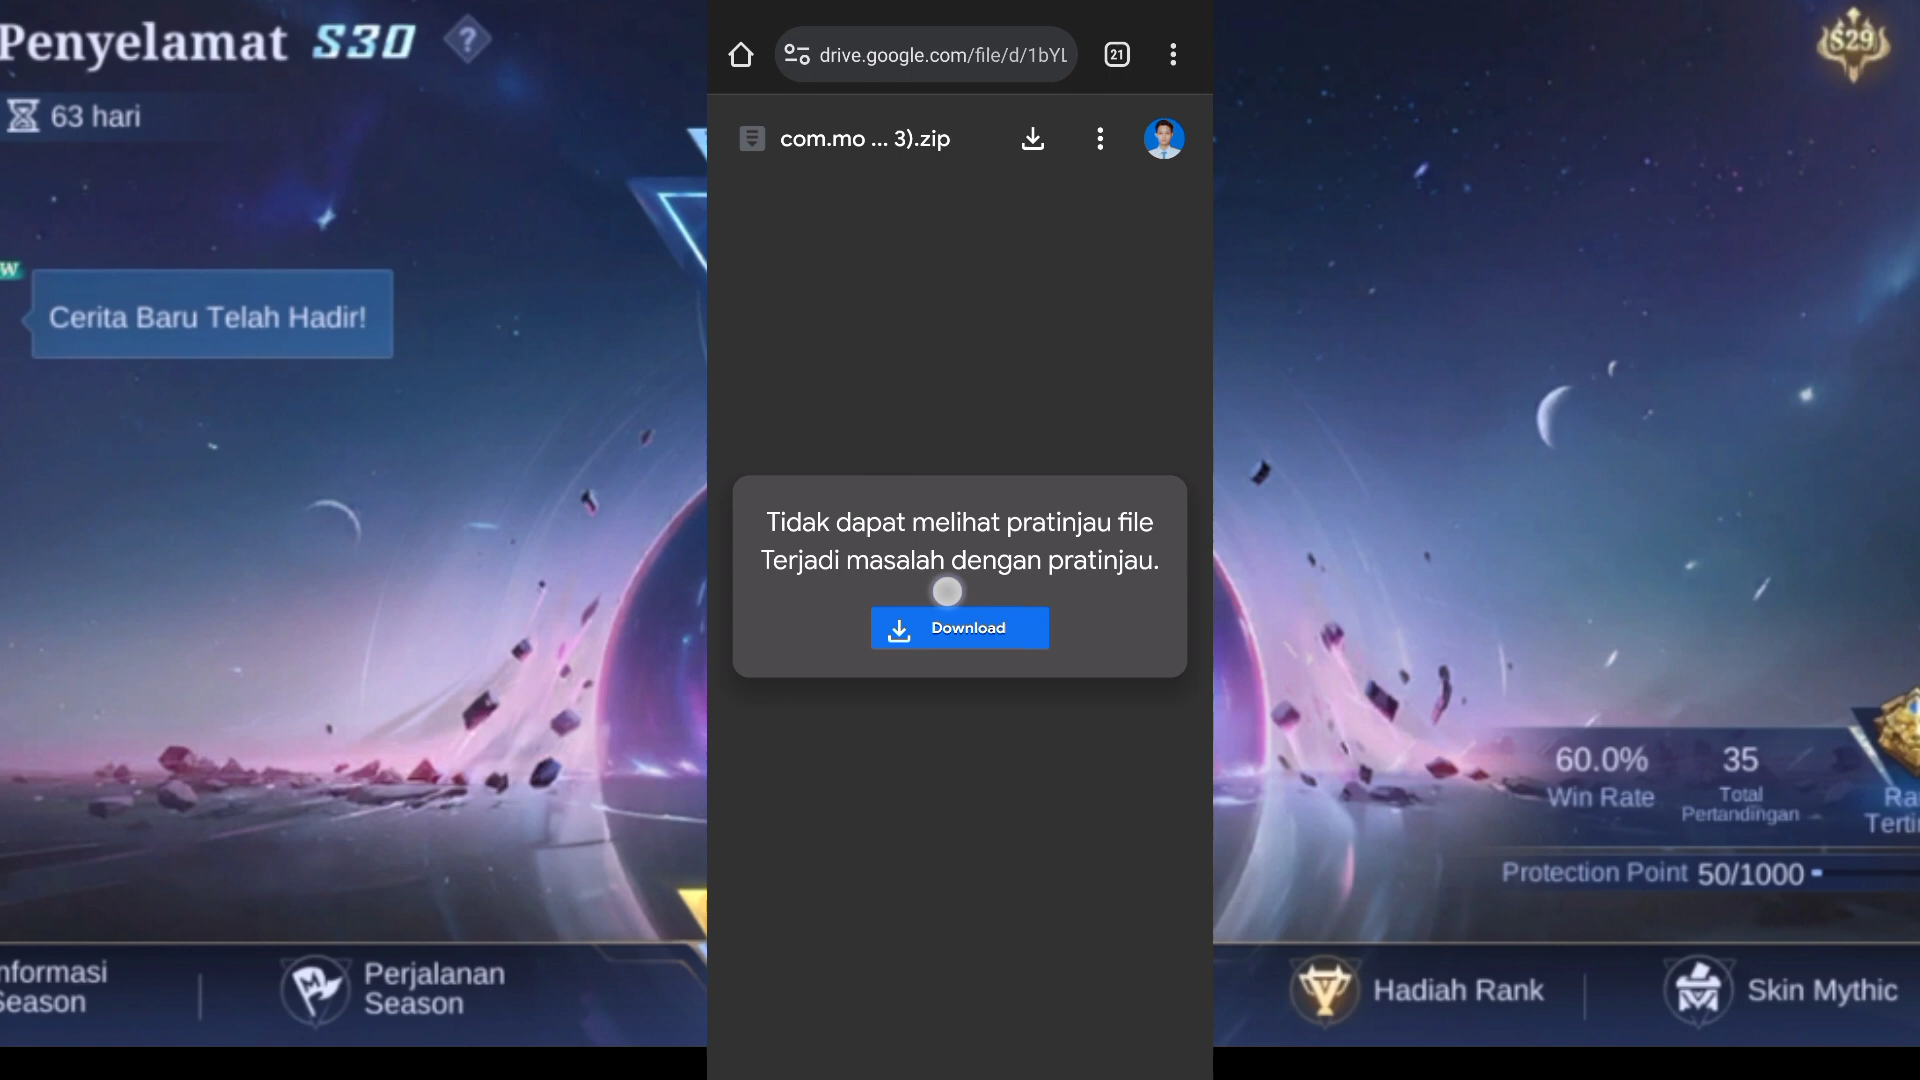 Penyelamat S30 ?
63 hari
W
Cerita Baru Telah Hadir!
nformasi
Season
Perjalanan
Season
drive.google.com/file/d/1bYL
21
com.mo ... 3).zip
Tidak dapat melihat pratinjau file
Terjadi masalah dengan pratinjau.
Download
S29
60.0%
Win Rate
35
Total
Pertandingan
Ra
Terti
Protection Point 50/1000
Hadiah Rank
Skin Mythic